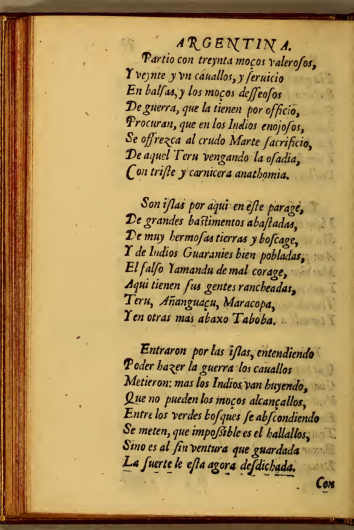 ARGENTINA.
Partio con treynta moços valerosos,
Y veynte y vn cauallos, y seruicio
En balsas, y los moços desseosos
De guerra, que la tienen por officio,
Procuran, que en los Indios enojosos,
Se offrezca al crudo Marte sacrificio,
De aquel Teru vengando la osadia,
Con triste y carnicera anathomia.
Son islas por aqui en este parage,
De grandes bastimentos abastadas,
De muy hermosas tierras y boscage,
Y de Indios Guaranies bien pobladas,
El falso Yamandu de mal corage,
Aqui tienen sus gentes rancheadas,
Teru, Añanguaçu, Maracopa,
Y en otras mas abaxo Taboba.
Entraron por las islas, entendiendo
Poder hazer la guerra los cauallos
Metieron: mas los Indios van huyendo,
Que no pueden los moços alcançallos,
Entre los verdes bosques se abscondiendo
Se meten, que impossible es el hallallos,
Sino es al sin ventura que guardada
La suerte le esta agora desdichada.
Con